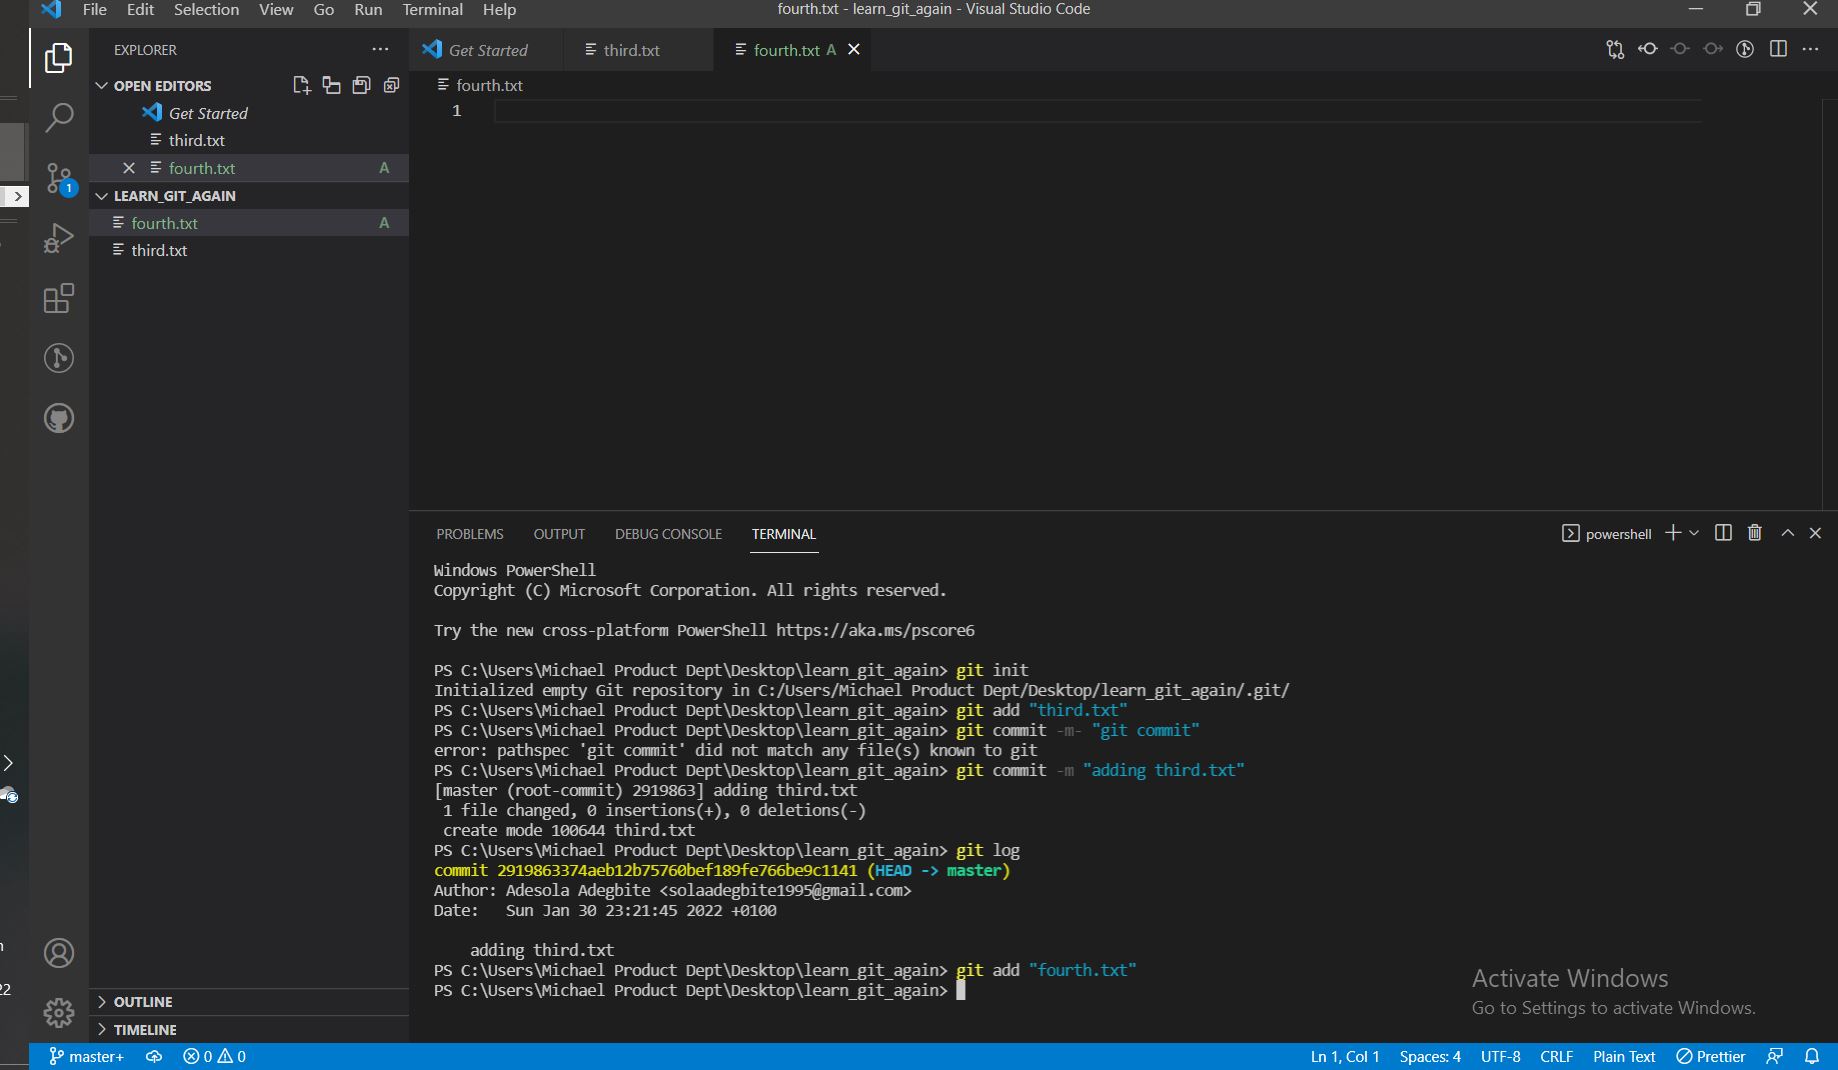 File Edit Selection View Go Run Terminal Help
fourth.txt - learn_git_again - Visual Studio Code
EXPLORER
OPEN EDITORS
Get Started
third.txt
fourth.txt A
LEARN_GIT_AGAIN
fourth.txt A
third.txt
OUTLINE
TIMELINE
1
22
Get Started
third.txt
fourth.txt A
fourth.txt
1
PROBLEMS OUTPUT DEBUG CONSOLE TERMINAL
powershell
Windows PowerShell
Copyright (C) Microsoft Corporation. All rights reserved.
Try the new cross-platform PowerShell https://aka.ms/pscore6
PS C:\Users\Michael Product Dept\Desktop\learn_git_again> git init
Initialized empty Git repository in C:/Users/Michael Product Dept/Desktop/learn_git_again/.git/
PS C:\Users\Michael Product Dept\Desktop\learn_git_again> git add "third.txt"
PS C:\Users\Michael Product Dept\Desktop\learn_git_again> git commit -m- "git commit"
error: pathspec 'git commit' did not match any file(s) known to git
PS C:\Users\Michael Product Dept\Desktop\learn_git_again> git commit -m "adding third.txt"
[master (root-commit) 2919863] adding third.txt
1 file changed, 0 insertions(+), 0 deletions(-)
create mode 100644 third.txt
PS C:\Users\Michael Product Dept\Desktop\learn_git_again> git log
commit 2919863374aeb12b75760bef189fe766be9c1141 (HEAD -> master)
Author: Adesola Adegbite <solaadegbite1995@gmail.com>
Date: Sun Jan 30 23:21:45 2022 +0100
adding third.txt
PS C:\Users\Michael Product Dept\Desktop\learn_git_again> git add "fourth.txt"
PS C:\Users\Michael Product Dept\Desktop\learn_git_again>
Activate Windows
Go to Settings to activate Windows.
master+ 0 0
Ln 1, Col 1 Spaces: 4 UTF-8 CRLF Plain Text Prettier